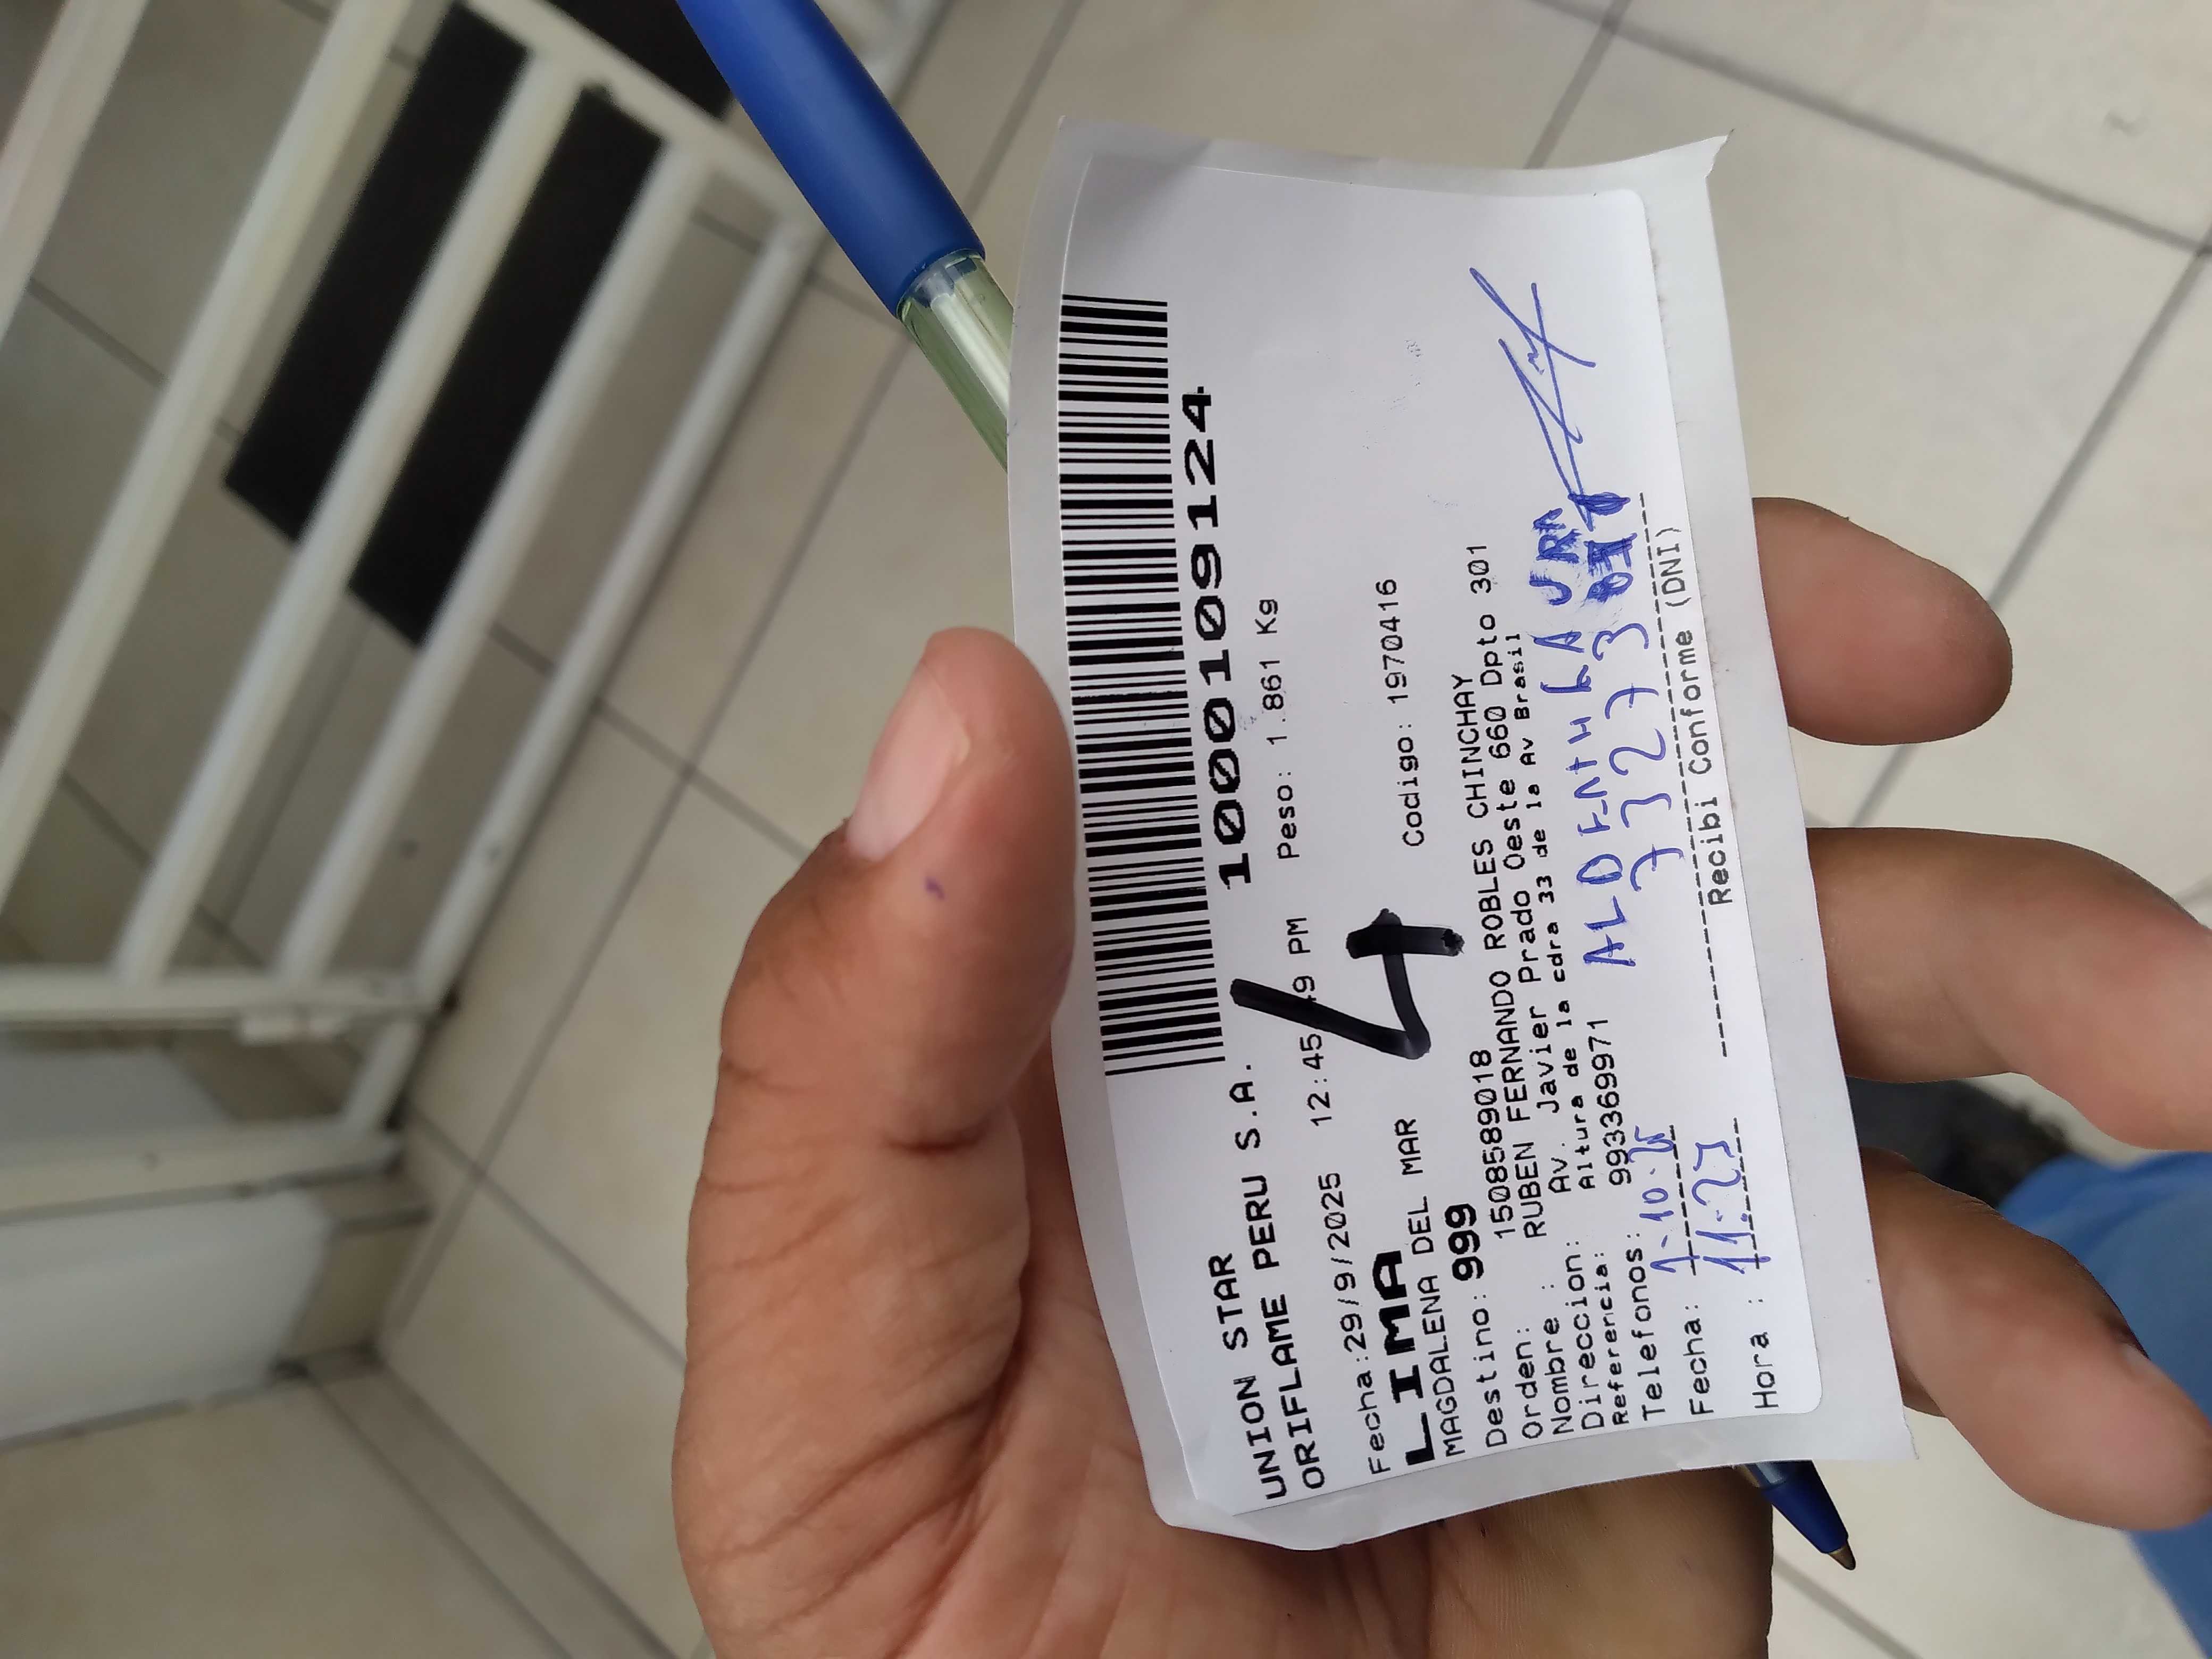 1000109124
UNION STAR
ORIFLAME PERU S.A.
Fecha:29/9/2025 12:45 9 PM Peso: 1.861 Kg
LIMA
4
MAGDALENA DEL MAR Codigo: 1970416
Destino: 999
Orden: 1508589018
Nombre : RUBEN FERNANDO ROBLES CHINCHAY
Direccion: Av. Javier Prado Oeste 660 Dpto 301
Referencia: Altura de la cdra 33 de la Av Brasil
Telefonos: 993369971
ALD
Fecha: 1-10-25 732733
Hora : 11:27
Recibi Conforme (DNI)